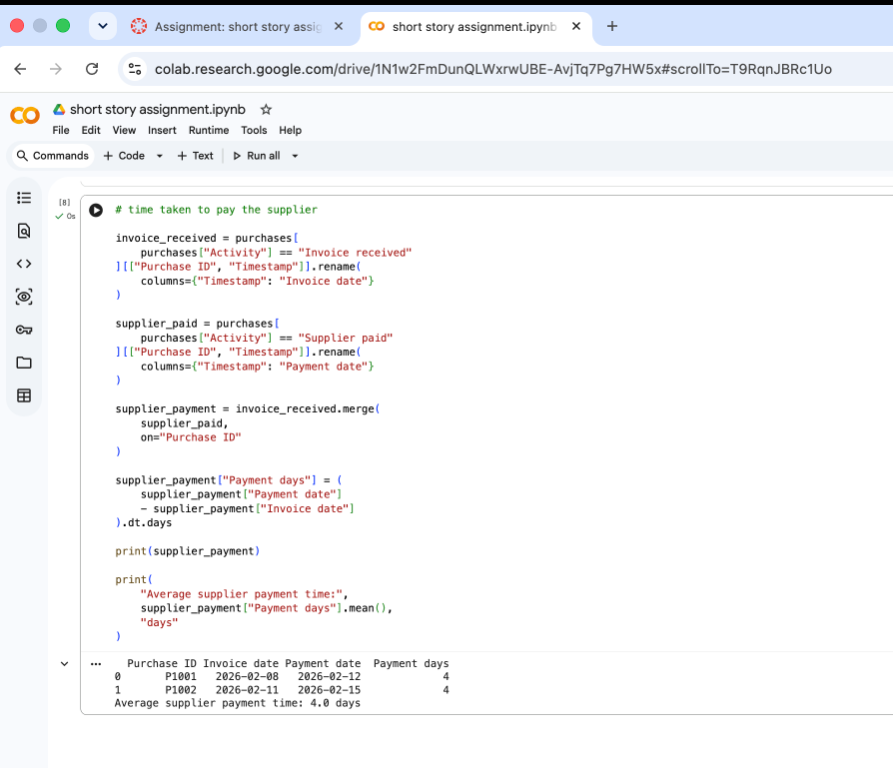 Assignment: short story assig
short story assignment.ipynb
colab.research.google.com/drive/1N1w2FmDunQLWxrwUBE-AvjTq7Pg7HW5x#scrollTo=T9RqnJBRc1Uo
short story assignment.ipynb
File Edit View Insert Runtime Tools Help
Commands + Code + Text Run all
[8]
0s
# time taken to pay the supplier
invoice_received = purchases[
purchases["Activity"] == "Invoice received"
][["Purchase ID", "Timestamp"]].rename(
columns={"Timestamp": "Invoice date"}
)
supplier_paid = purchases[
purchases["Activity"] == "Supplier paid"
][["Purchase ID", "Timestamp"]].rename(
columns={"Timestamp": "Payment date"}
)
supplier_payment = invoice_received.merge(
supplier_paid,
on="Purchase ID"
)
supplier_payment["Payment days"] = (
supplier_payment["Payment date"]
- supplier_payment["Invoice date"]
).dt.days
print(supplier_payment)
print(
"Average supplier payment time:",
supplier_payment["Payment days"].mean(),
"days"
)
Purchase ID Invoice date Payment date Payment days
0 P1001 2026-02-08 2026-02-12 4
1 P1002 2026-02-11 2026-02-15 4
Average supplier payment time: 4.0 days